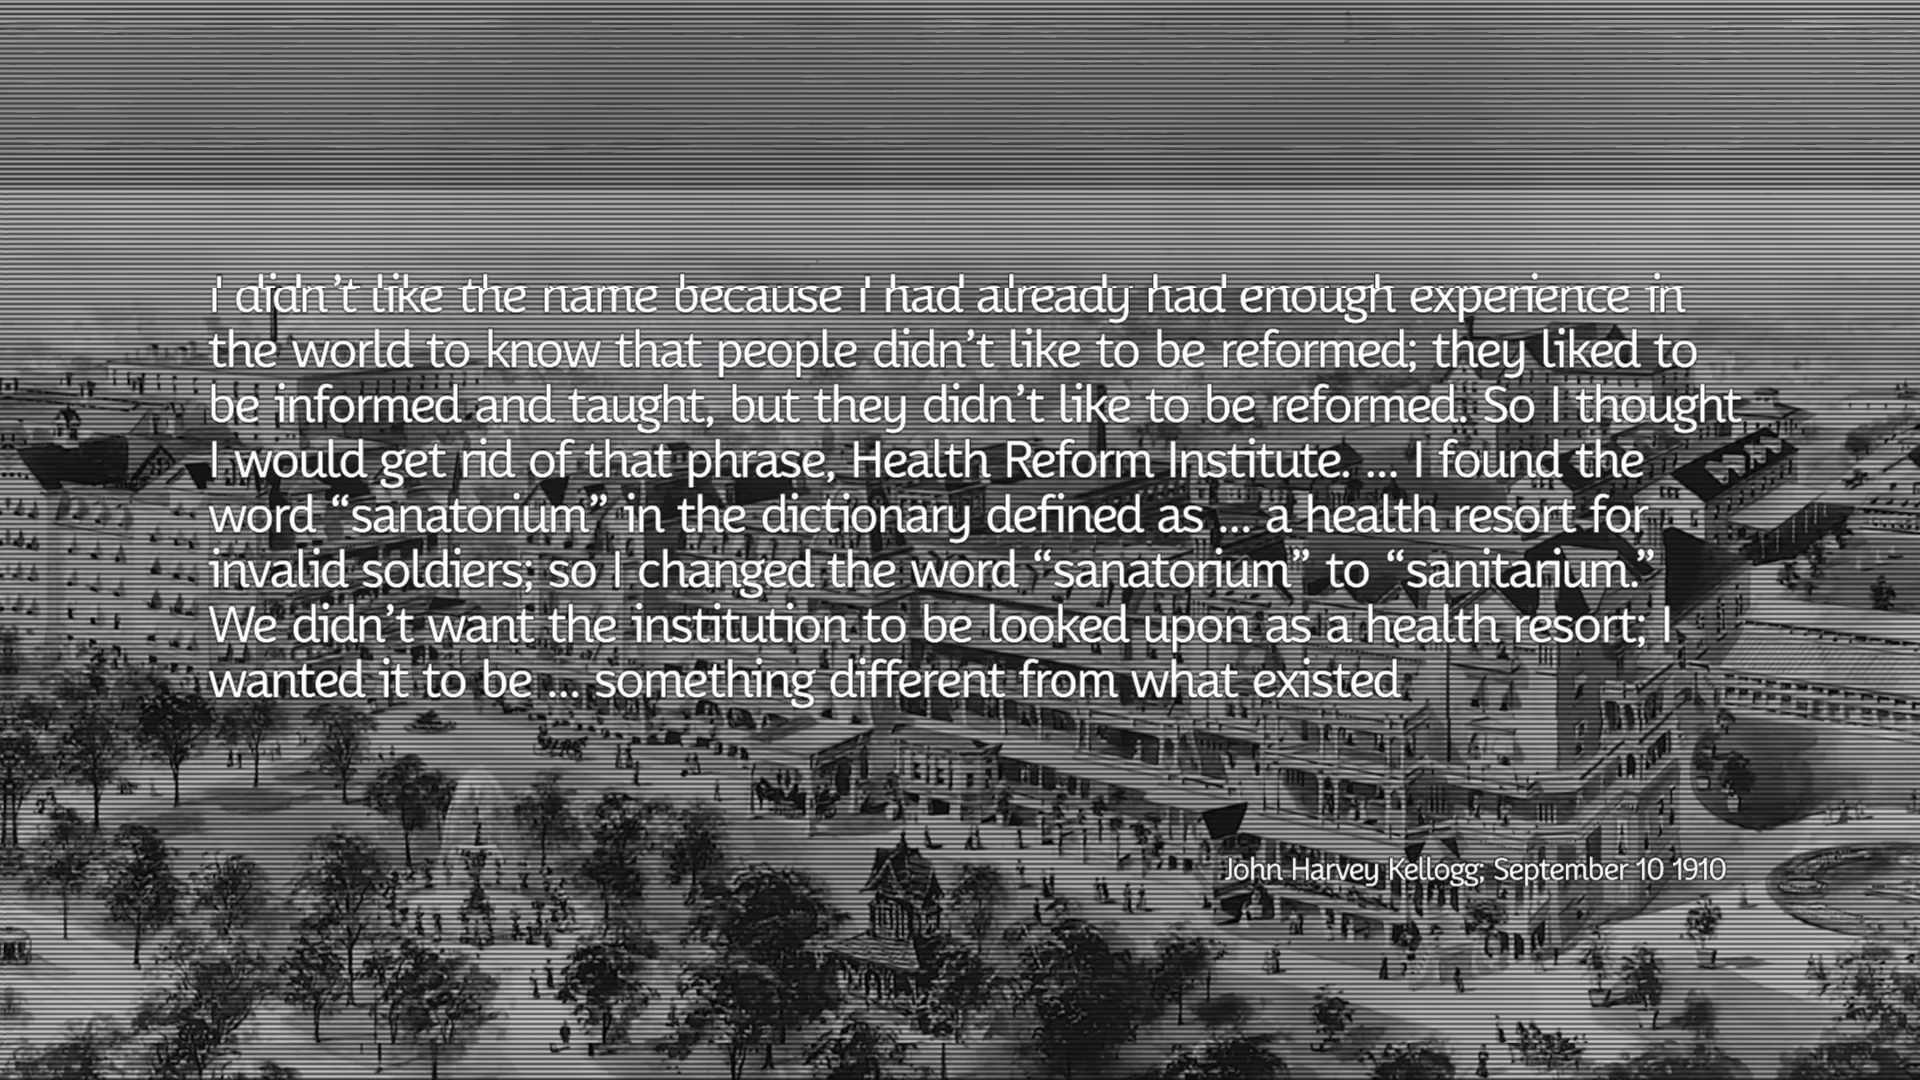 I didn’t like the name because I had already had enough experience in
the world to know that people didn’t like to be reformed; they liked to
be informed and taught, but they didn’t like to be reformed. So I thought
I would get rid of that phrase, Health Reform Institute. ... I found the
word “sanatorium” in the dictionary defined as ... a health resort for
invalid soldiers; so I changed the word “sanatorium” to “sanitarium.”
We didn’t want the institution to be looked upon as a health resort; I
wanted it to be ... something different from what existed
John Harvey Kellogg; September 10 1910